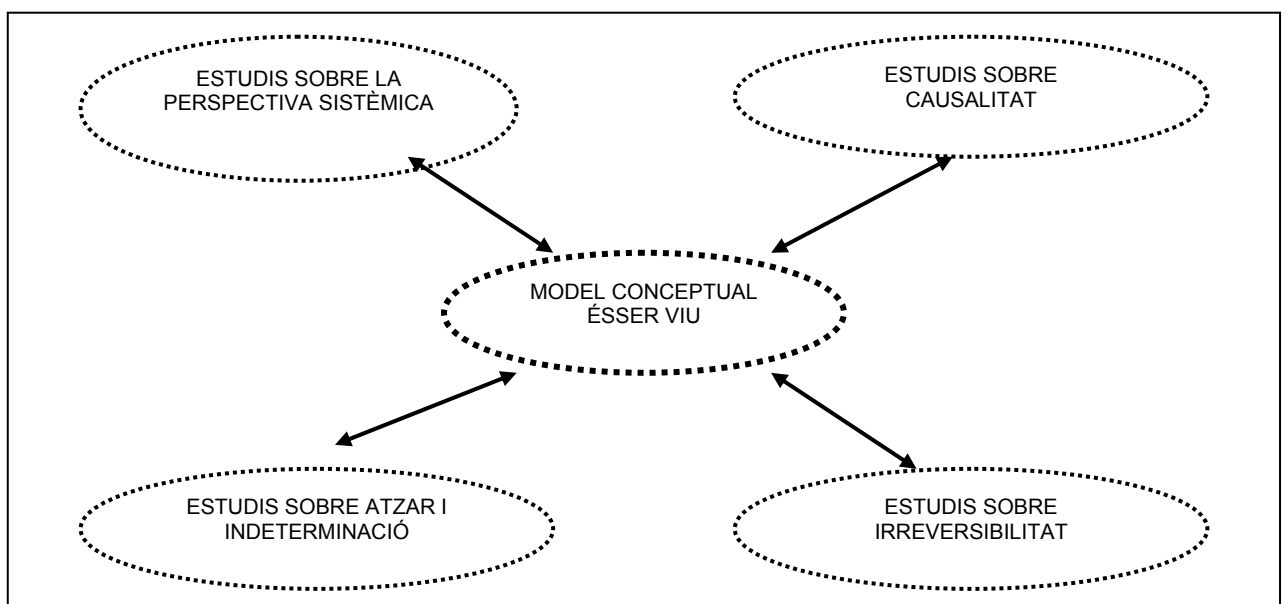 ESTUDIS SOBRE LA
PERSPECTIVA SISTÈMICA
ESTUDIS SOBRE
CAUSALITAT
MODEL CONCEPTUAL
ÉSSER VIU
ESTUDIS SOBRE ATZAR I
INDETERMINACIÓ
ESTUDIS SOBRE
IRREVERSIBILITAT